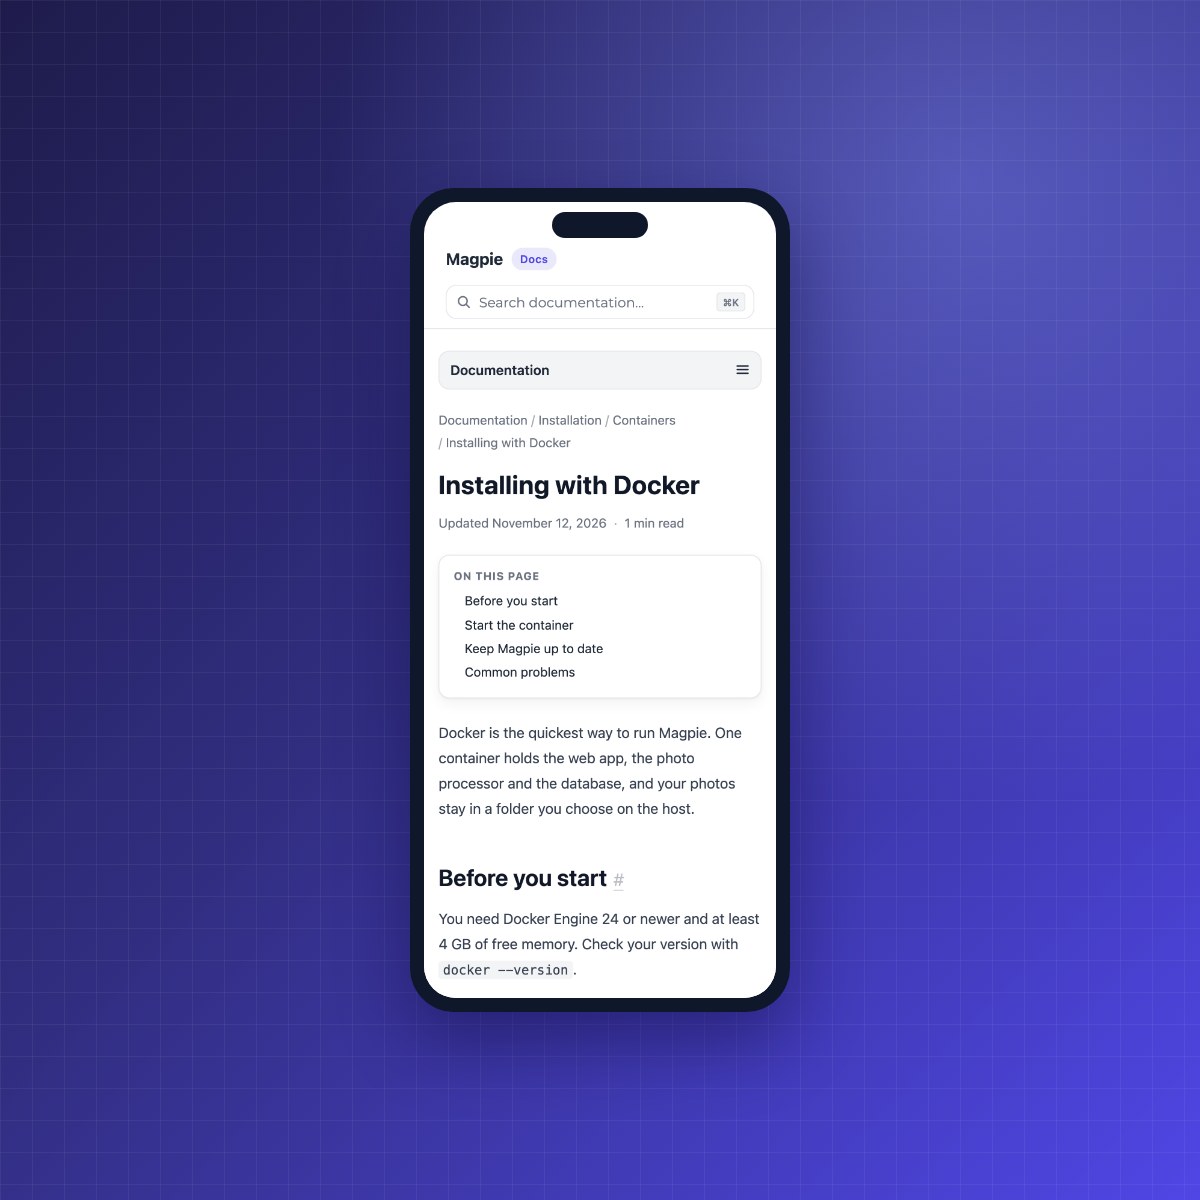 Magpie Docs
Search documentation... ⌘K
Documentation
Documentation / Installation / Containers
/ Installing with Docker
Installing with Docker
Updated November 12, 2026 · 1 min read
ON THIS PAGE
Before you start
Start the container
Keep Magpie up to date
Common problems
Docker is the quickest way to run Magpie. One
container holds the web app, the photo
processor and the database, and your photos
stay in a folder you choose on the host.
Before you start #
You need Docker Engine 24 or newer and at least
4 GB of free memory. Check your version with
docker --version.